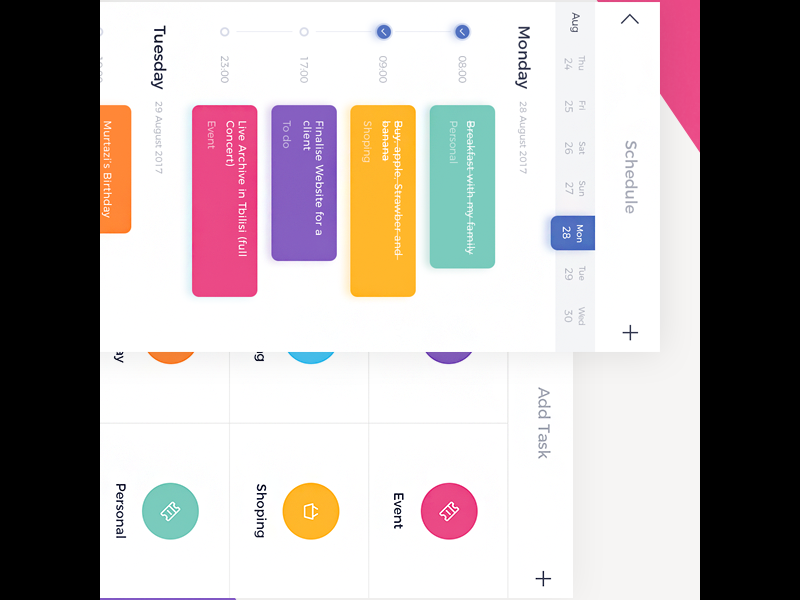 Schedule
Aug
Thu
24
Fri
25
Sat
26
Sun
27
Mon
28
Tue
29
Wed
30
Monday
28 August 2017
08:00
Breakfast with my family
Personal
09:00
Buy, apple, Strawber and
banana
Shoping
17:00
Finalise Website for a
client
To do
23:00
Live Archive in Tbilisi (full
Concert)
Event
Tuesday
29 August 2017
Murtazi's Birthday
Add Task
Event
Shoping
Personal